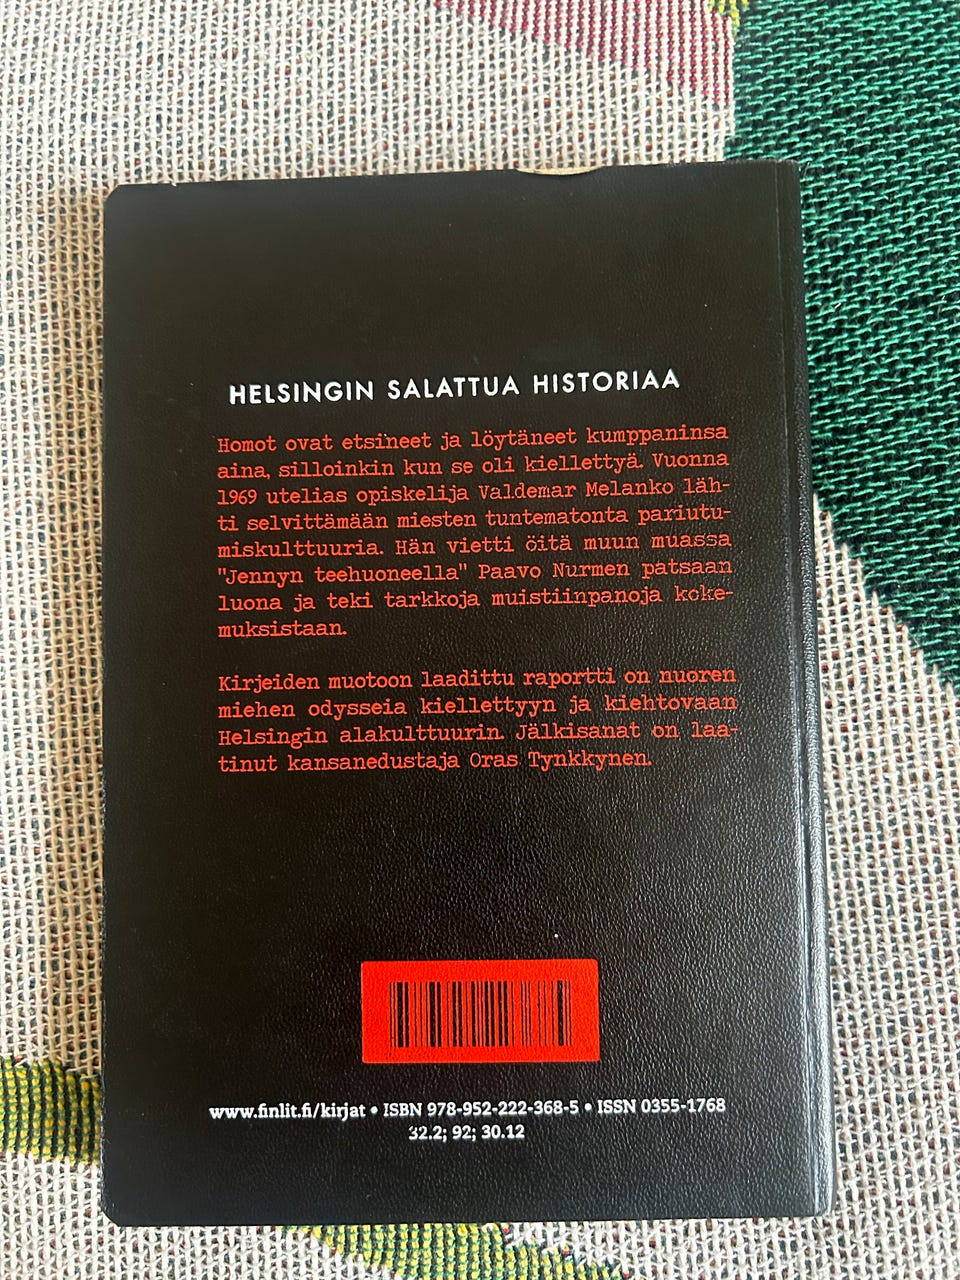 HELSINGIN SALATTUA HISTORIAA
Homot ovat etsineet ja löytäneet kumppaninsa
aina, silloinkin kun se oli kiellettyä. Vuonna
1969 utelias opiskelija Valdemar Melanko läh-
ti selvittämään miesten tuntematonta pariutu-
miskulttuuria. Hän vietti öitä muun muassa
"Jennyn teehuoneella" Paavo Nurmen patsaan
luona ja teki tarkkoja muistiinpanoja koke-
muksistaan.
Kirjeiden muotoon laadittu raportti on nuoren
miehen odysseia kiellettyyn ja kiehtovaan
Helsingin alakulttuurin. Jälkisanat on laa-
tinut kansanedustaja Oras Tynkkynen.
www.finlit.fi/kirjat • ISBN 978-952-222-368-5 • ISSN 0355-1768
32.2; 92; 30.12